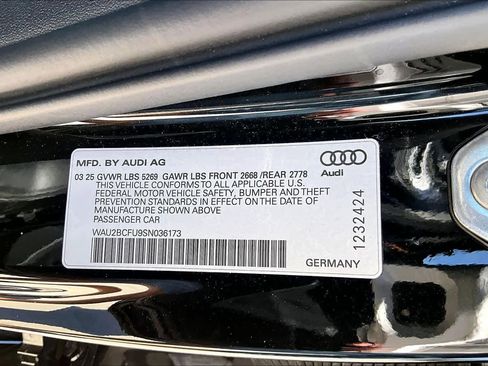 MFD. BY AUDI AG
Audi
03 25 GVWR LBS 5269 GAWR LBS FRONT 2668 /REAR 2778
THIS VEHICLE CONFORMS TO ALL APPLICABLE U.S.
FEDERAL MOTOR VEHICLE SAFETY, BUMPER AND THEFT
PREVENTION STANDARDS IN EFFECT ON THE DATE OF
MANUFACTURE SHOWN ABOVE
PASSENGER CAR
WAU2BCFU9SN036173
1232424
GERMANY